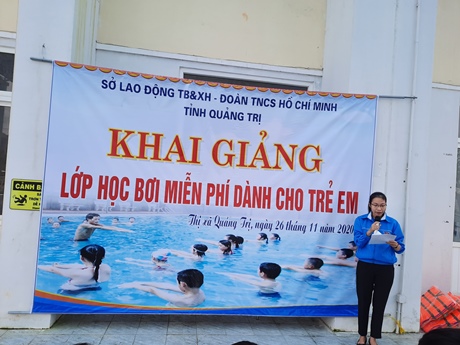 SỞ LAO ĐỘNG TB&XH - ĐOÀN TNCS HỒ CHÍ MINH
TỈNH QUẢNG TRỊ
KHAI GIẢNG
LỚP HỌC BƠI MIỄN PHÍ DÀNH CHO TRẺ EM
Thị xã Quảng Trị, ngày 26 tháng 11 năm 2020
CẢNH BÁO